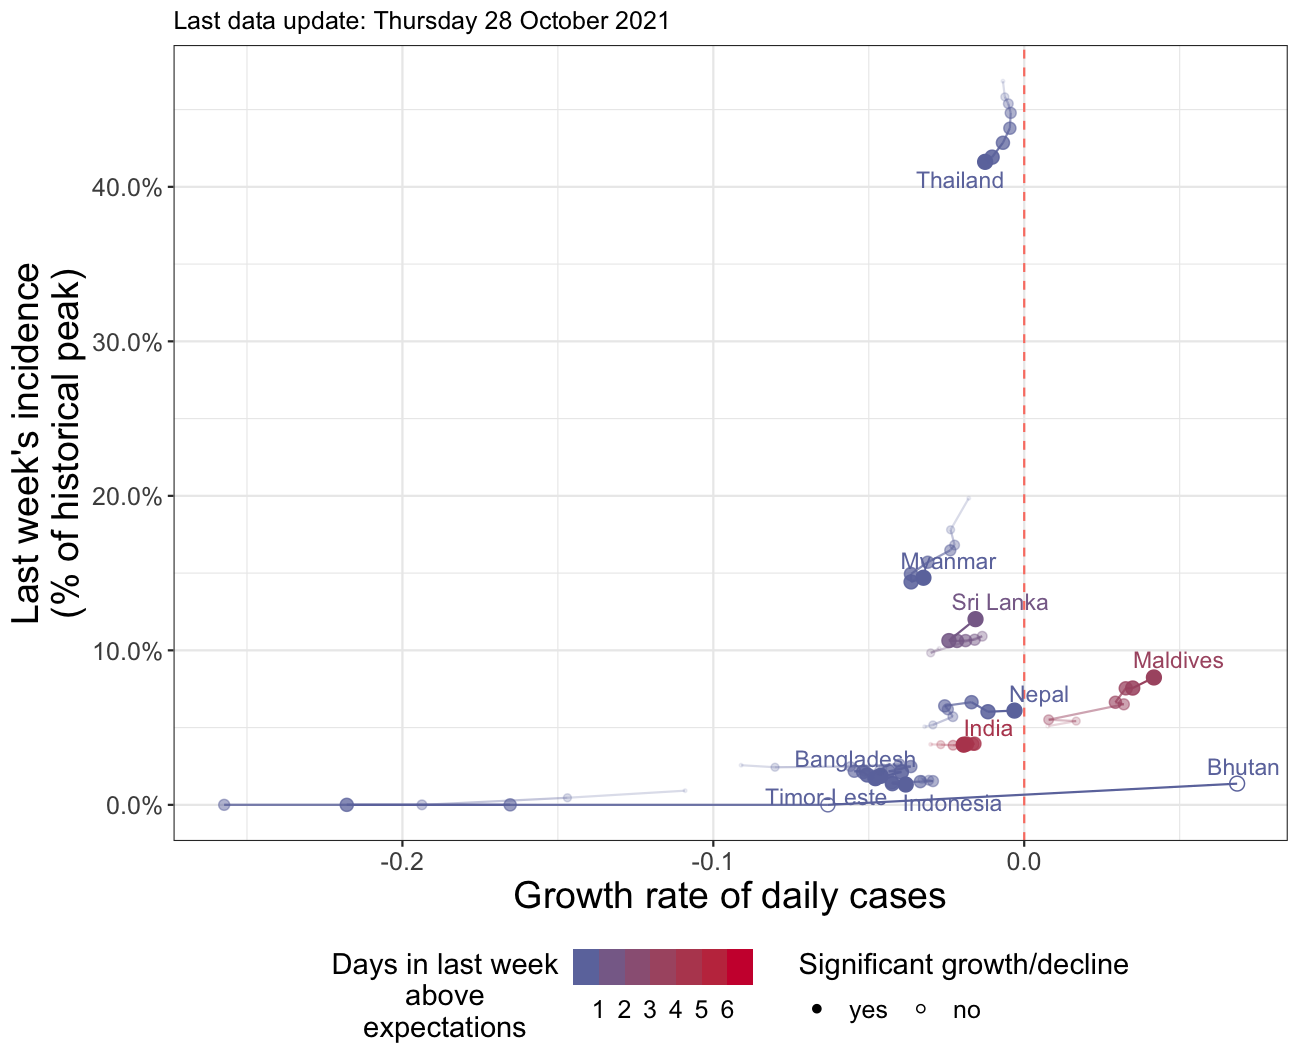 Last data update: Thursday 28 October 2021
Last week's incidence
(% of historical peak)
40.0%
30.0%
20.0%
10.0%
0.0%
Thailand
Myanmar
Sri Lanka
Maldives
Nepal
India
Bangladesh
Bhutan
Timor-Leste
Indonesia
-0.2
-0.1
0.0
Growth rate of daily cases
Days in last week
above
expectations
1 2 3 4 5 6
Significant growth/decline
yes no